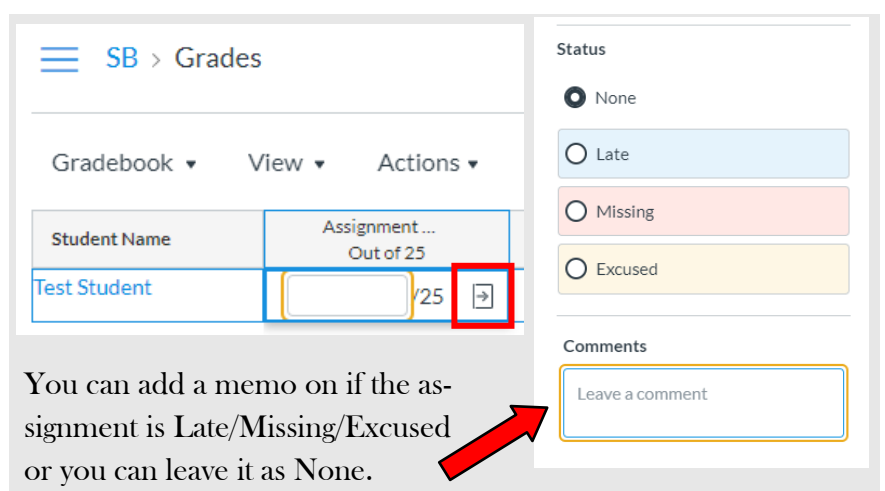 SB > Grades
Gradebook ▾ View ▾ Actions ▾
Student Name
Assignment ...
Out of 25
Test Student
/25
You can add a memo on if the as-
signment is Late/Missing/Excused
or you can leave it as None.
Status
None
Late
Missing
Excused
Comments
Leave a comment